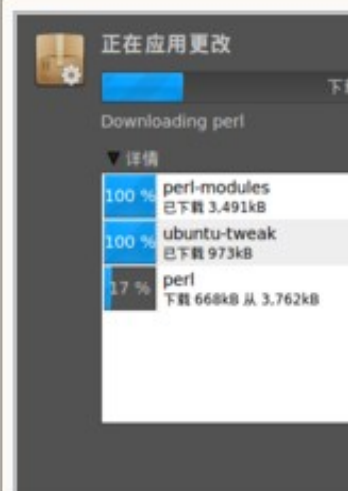 正在应用更改
下
Downloading perl
▼ 详情
100 % perl-modules
已下载 3,491kB
100 % ubuntu-tweak
已下载 973kB
17 % perl
下载 668kB 从 3,762kB